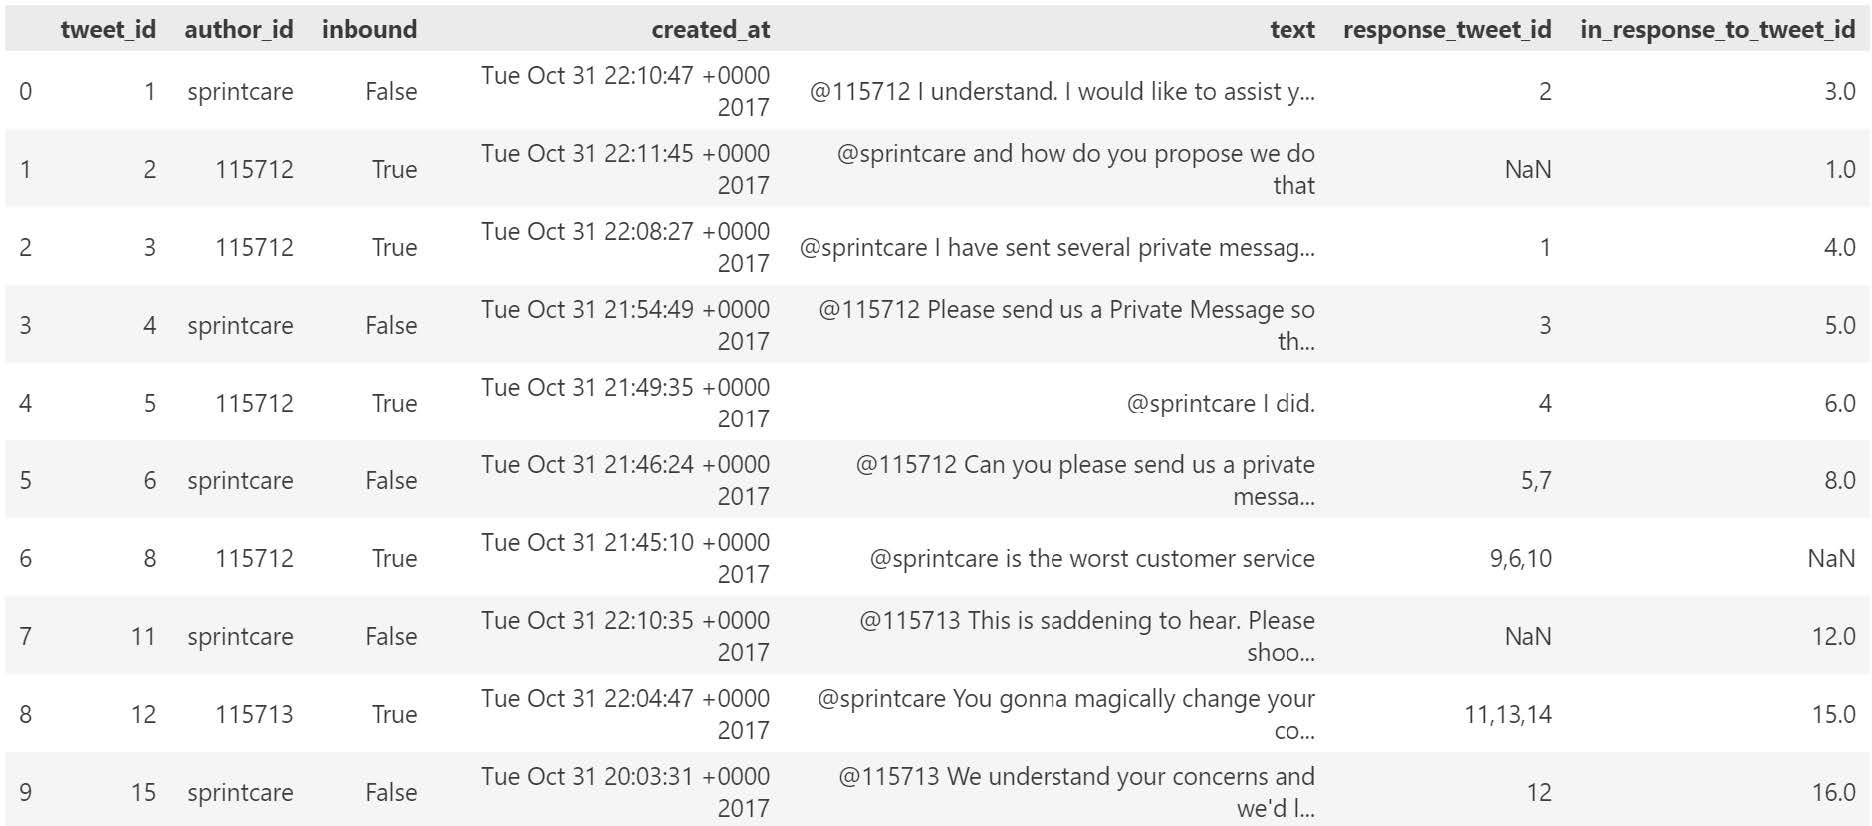 tweet_id author_id inbound created_at text response_tweet_id in_response_to_tweet_id
0 1 sprintcare False Tue Oct 31 22:10:47 +0000 2017 @115712 I understand. I would like to assist y... 2 3.0
1 2 115712 True Tue Oct 31 22:11:45 +0000 2017 @sprintcare and how do you propose we do that NaN 1.0
2 3 115712 True Tue Oct 31 22:08:27 +0000 2017 @sprintcare I have sent several private messag... 1 4.0
3 4 sprintcare False Tue Oct 31 21:54:49 +0000 2017 @115712 Please send us a Private Message so th... 3 5.0
4 5 115712 True Tue Oct 31 21:49:35 +0000 2017 @sprintcare I did. 4 6.0
5 6 sprintcare False Tue Oct 31 21:46:24 +0000 2017 @115712 Can you please send us a private messa... 5,7 8.0
6 8 115712 True Tue Oct 31 21:45:10 +0000 2017 @sprintcare is the worst customer service 9,6,10 NaN
7 11 sprintcare False Tue Oct 31 22:10:35 +0000 2017 @115713 This is saddening to hear. Please shoo... NaN 12.0
8 12 115713 True Tue Oct 31 22:04:47 +0000 2017 @sprintcare You gonna magically change your co... 11,13,14 15.0
9 15 sprintcare False Tue Oct 31 20:03:31 +0000 2017 @115713 We understand your concerns and we'd l... 12 16.0